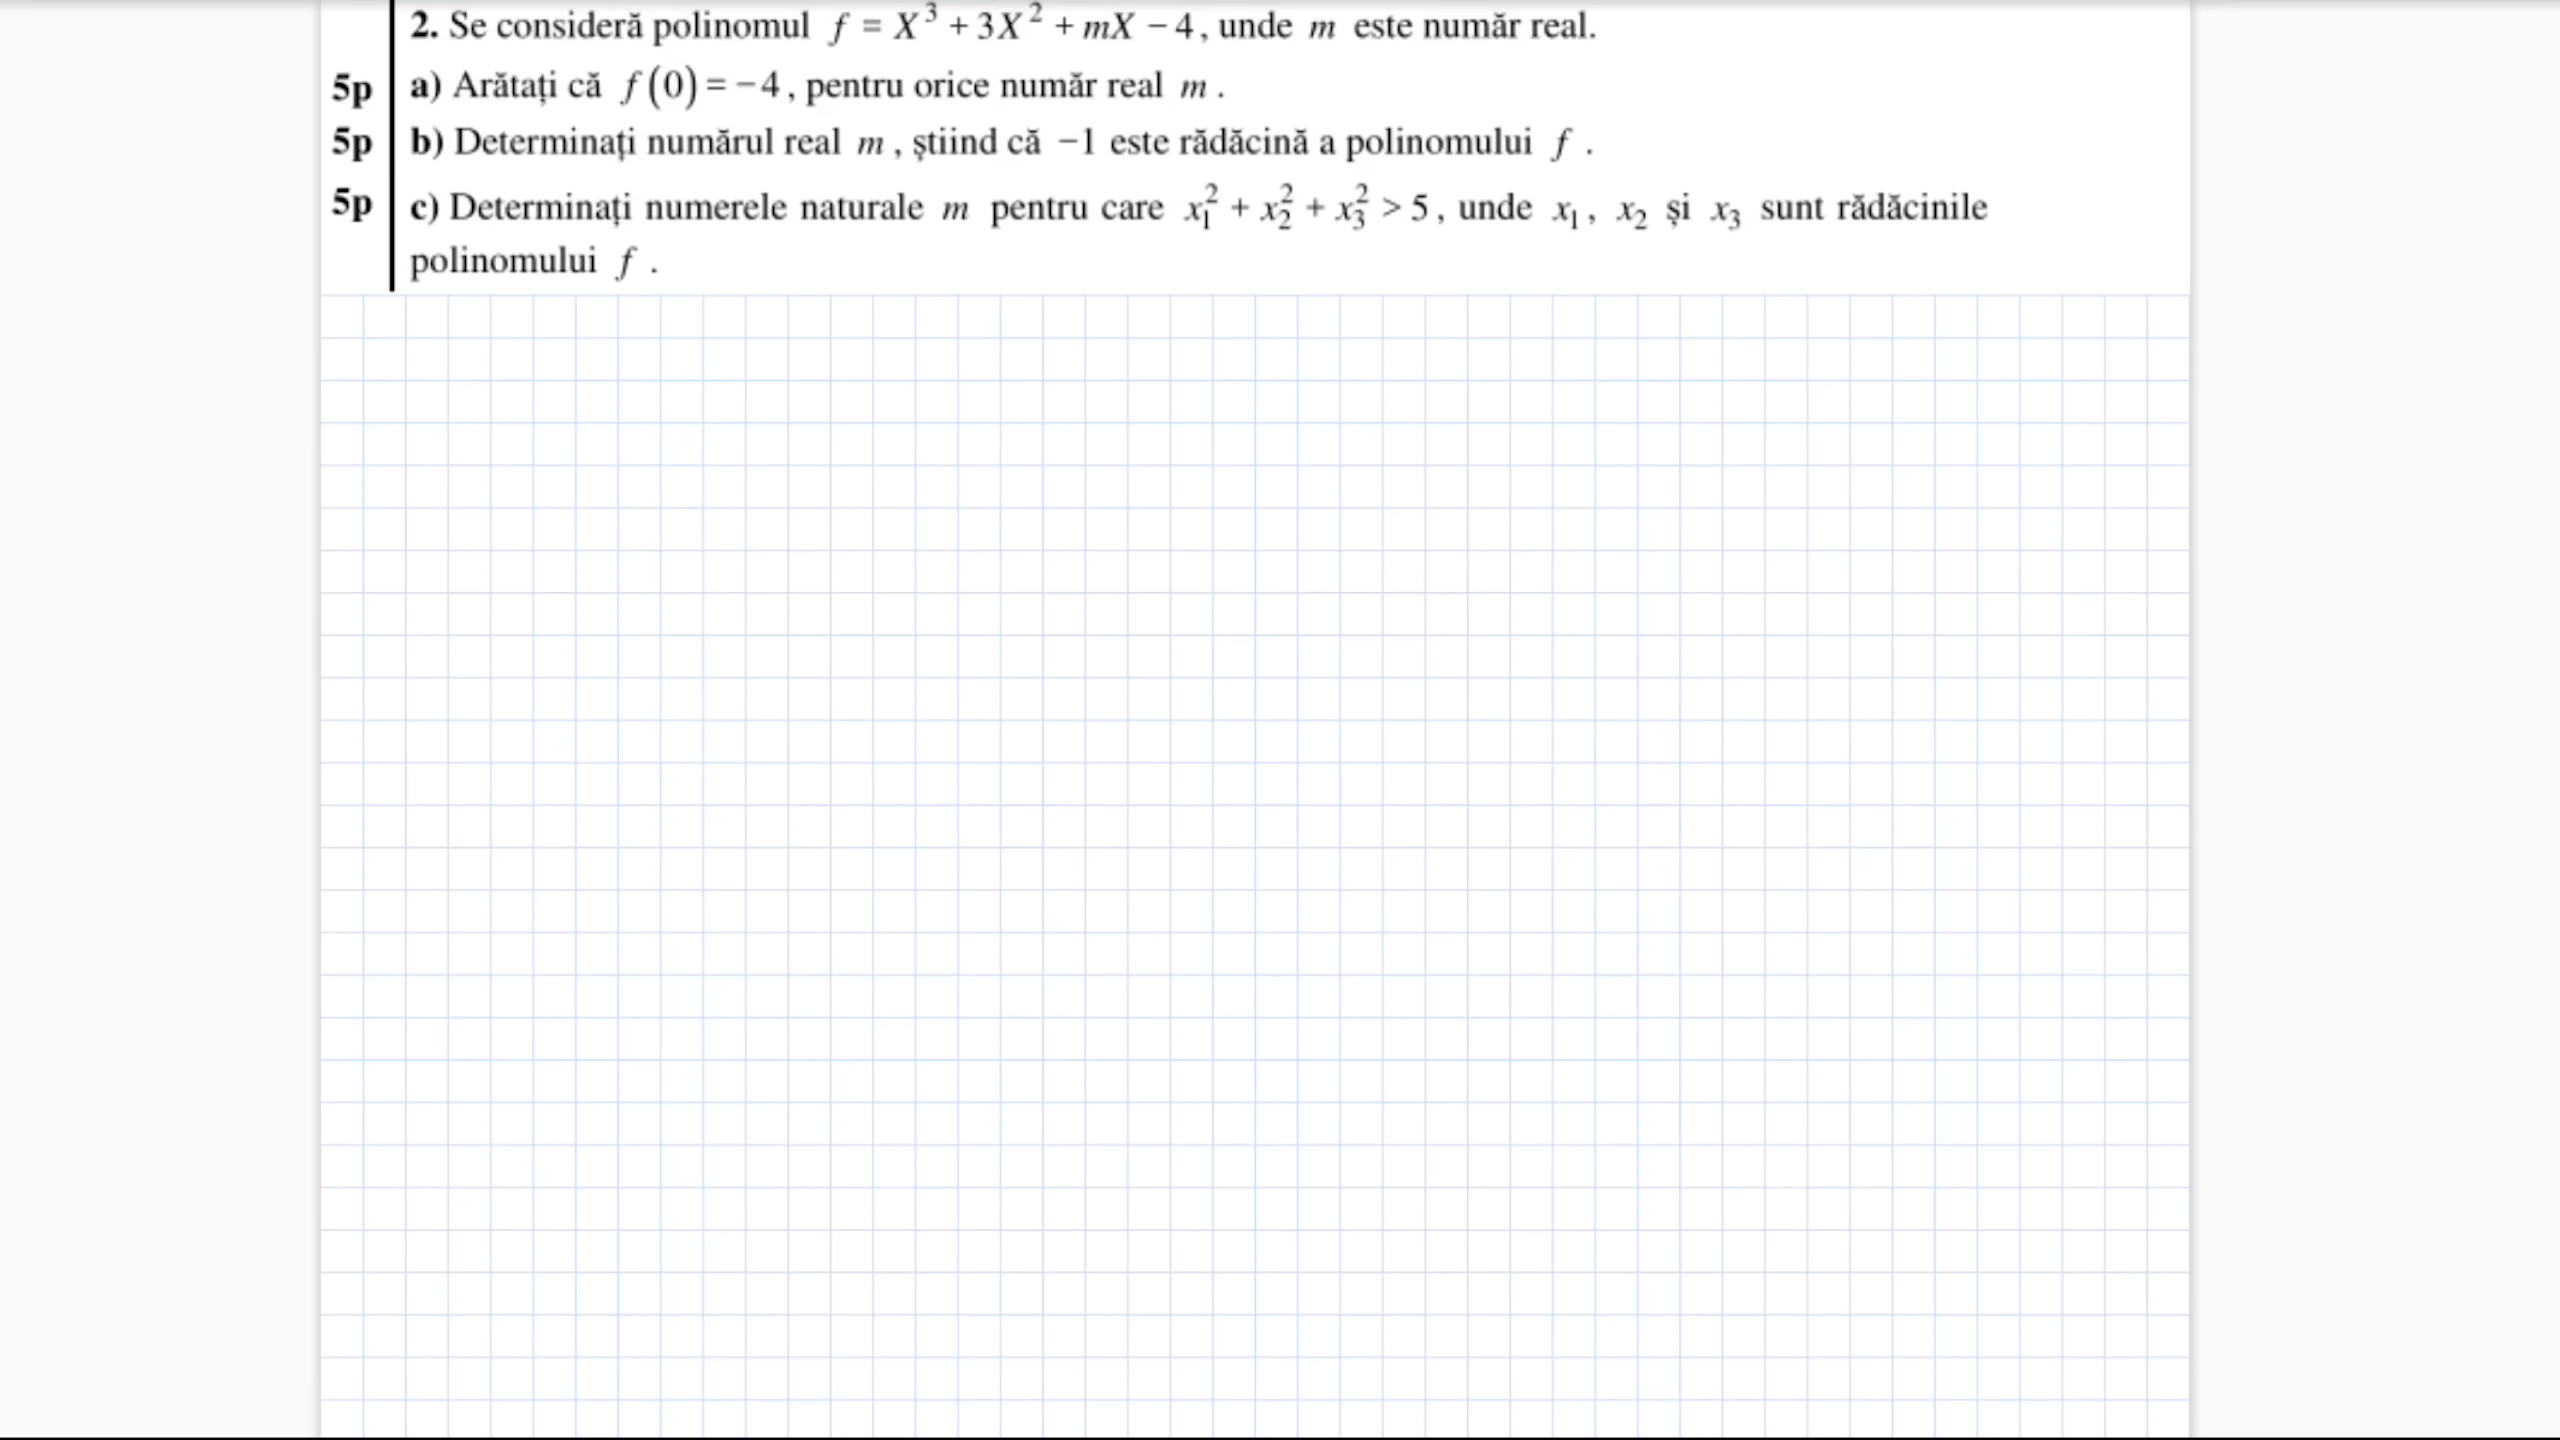 2. Se consideră polinomul f = X³ + 3X² + mX − 4, unde m este număr real.
5p a) Arătați că f(0) = −4, pentru orice număr real m.
5p b) Determinați numărul real m, știind că −1 este rădăcină a polinomului f.
5p c) Determinați numerele naturale m pentru care x₁² + x₂² + x₃² > 5, unde x₁, x₂ și x₃ sunt rădăcinile
polinomului f.